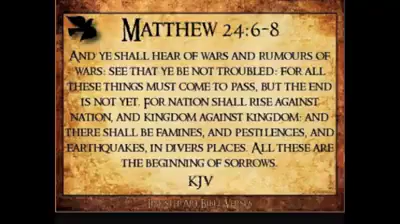 Matthew 24:6-8
And ye shall hear of wars and rumours of
wars: see that ye be not troubled: for all
these things must come to pass, but the end
is not yet. For nation shall rise against
nation, and kingdom against kingdom: and
there shall be famines, and pestilences, and
earthquakes, in divers places. All these are
the beginning of sorrows.
KJV
Bible Verses